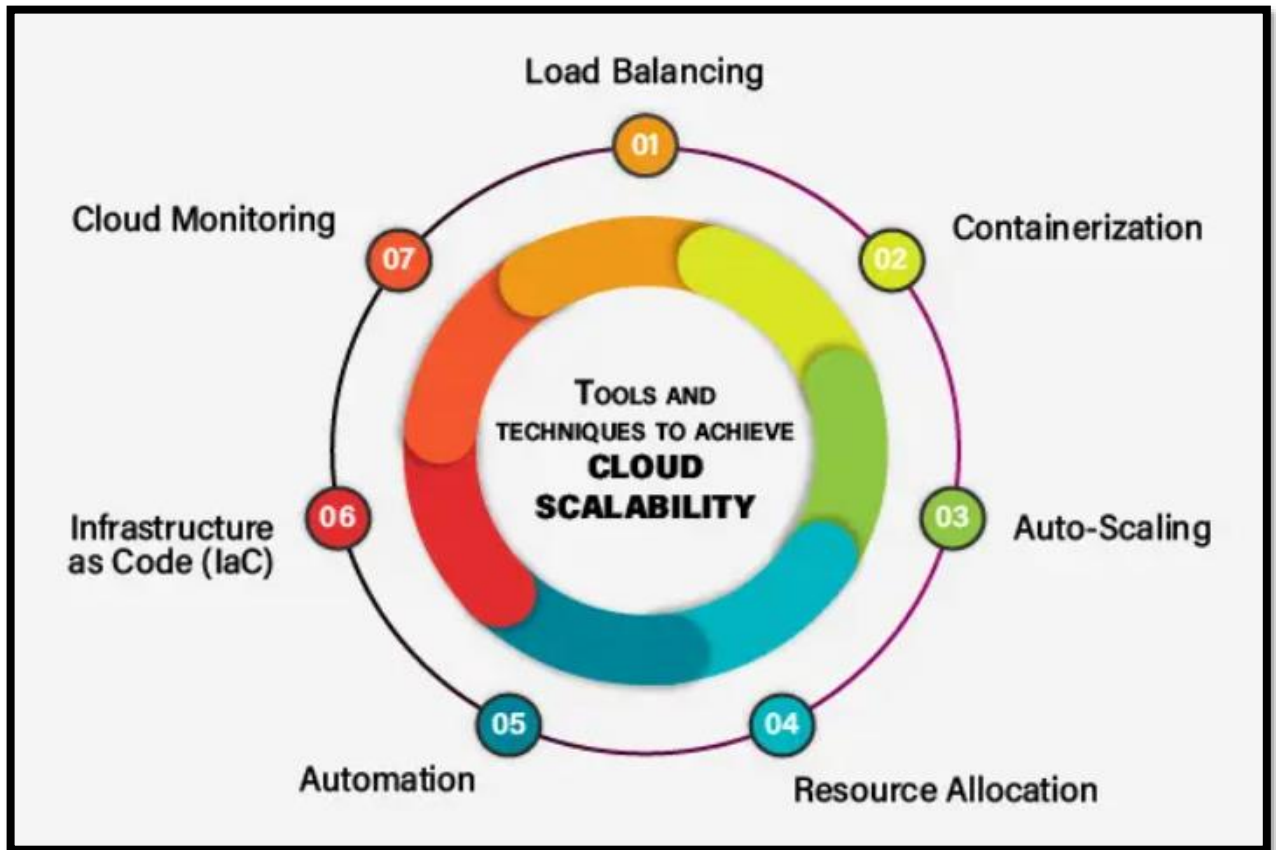 Load Balancing
01
Containerization
02
Auto-Scaling
03
Resource Allocation
04
Automation
05
Infrastructure
as Code (IaC)
06
Cloud Monitoring
07
TOOLS AND
TECHNIQUES TO ACHIEVE
CLOUD
SCALABILITY